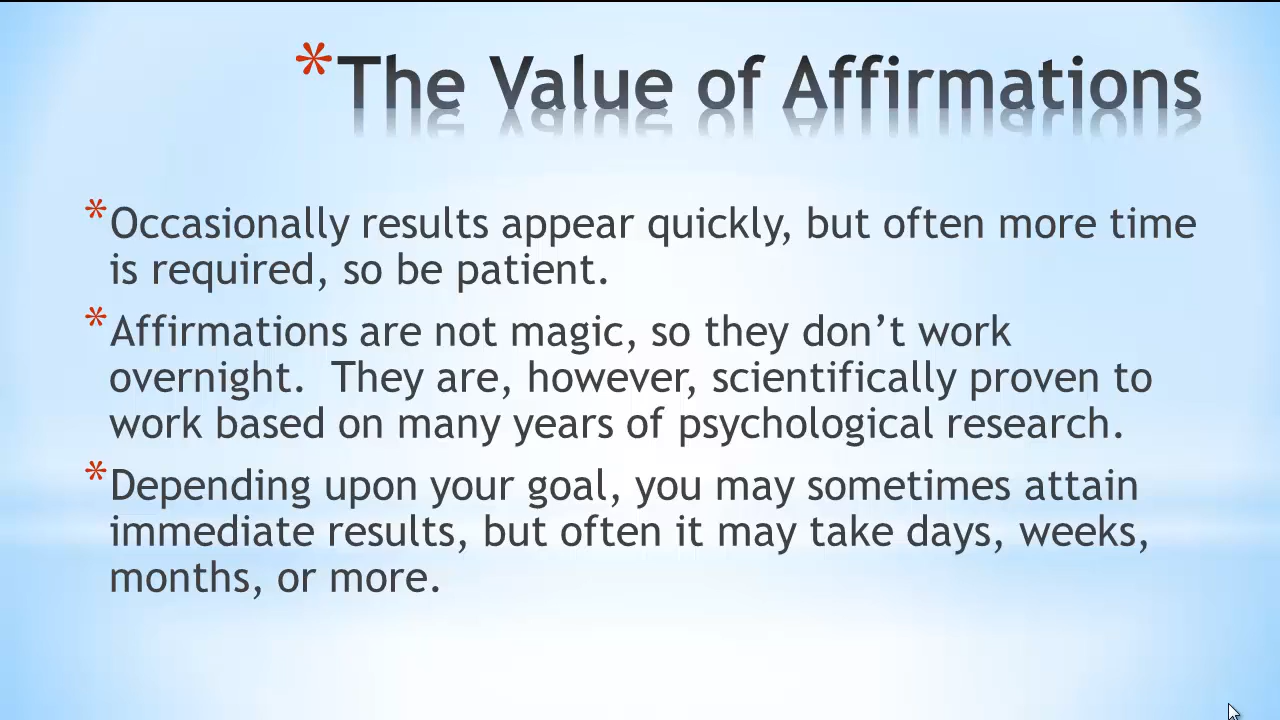 *The Value of Affirmations
*Occasionally results appear quickly, but often more time
is required, so be patient.
*Affirmations are not magic, so they don’t work
overnight.  They are, however, scientifically proven to
work based on many years of psychological research.
*Depending upon your goal, you may sometimes attain
immediate results, but often it may take days, weeks,
months, or more.